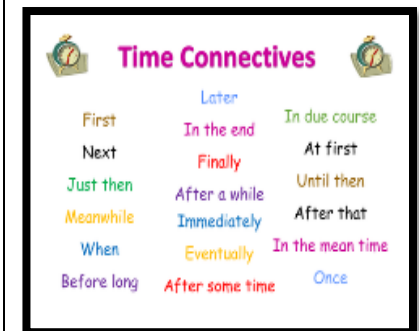 Time Connectives
First
Next
Just then
Meanwhile
When
Before long
Later
In the end
Finally
After a while
Immediately
Eventually
After some time
In due course
At first
Until then
After that
In the mean time
Once